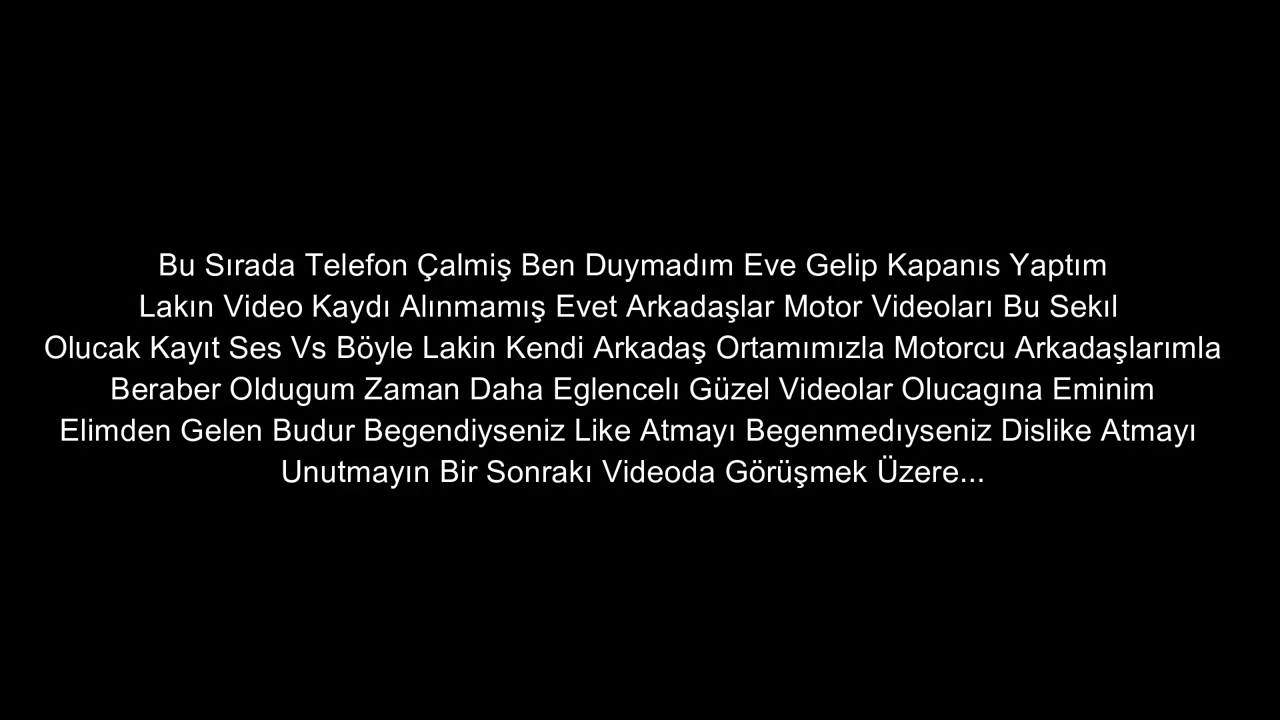 Bu Sırada Telefon Çalmiş Ben Duymadım Eve Gelip Kapanıs Yaptım
Lakın Video Kaydı Alınmamış Evet Arkadaşlar Motor Videoları Bu Sekıl
Olucak Kayıt Ses Vs Böyle Lakin Kendi Arkadaş Ortamımızla Motorcu Arkadaşlarımla
Beraber Oldugum Zaman Daha Eglencelı Güzel Videolar Olucagına Eminim
Elimden Gelen Budur Begendiyseniz Like Atmayı Begenmedıyseniz Dislike Atmayı
Unutmayın Bir Sonrakı Videoda Görüşmek Üzere...